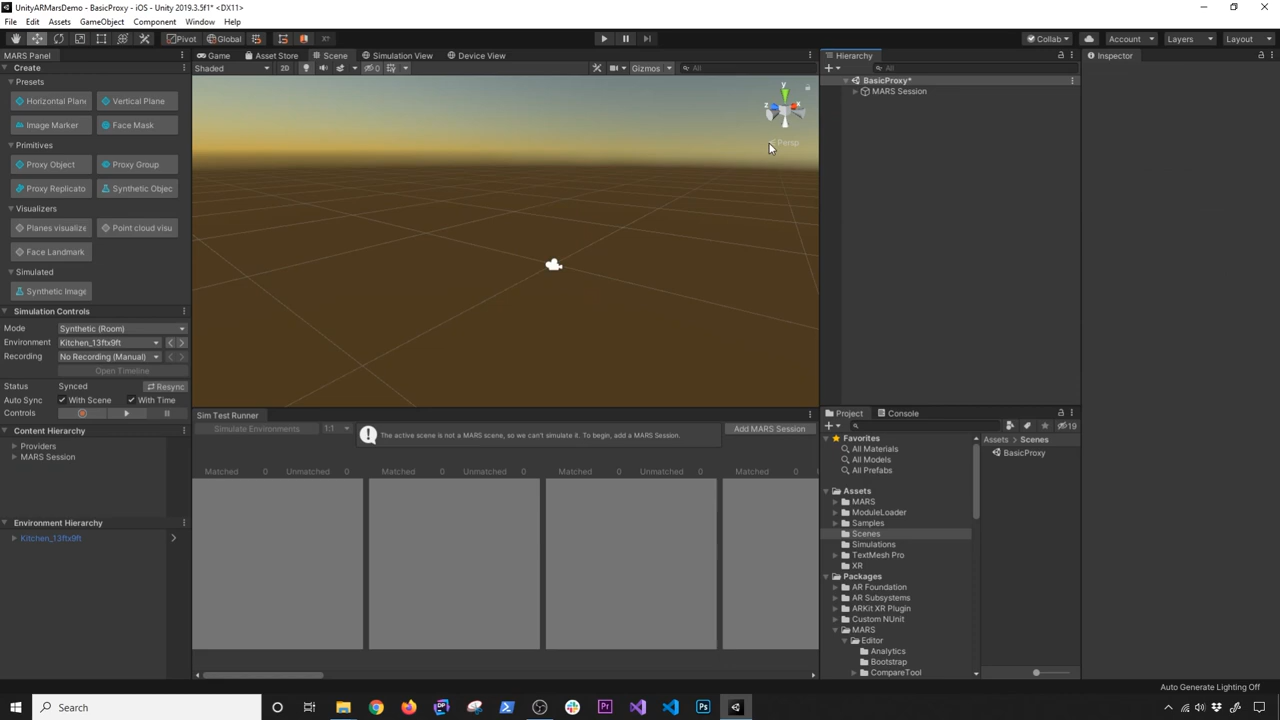 UnityARMarsDemo - BasicProxy - iOS - Unity 2019.3.5f1* <DX11>
File Edit Assets GameObject Component Window Help
Pivot Global Collab Account Layers Layout
MARS Panel Game Asset Store Scene Simulation View Device View Hierarchy Inspector
Create Shaded 2D 0 Gizmos All All
Presets BasicProxy*
MARS Session
Horizontal Plane Vertical Plane
y
z x
Image Marker Face Mask
Primitives Persp
Proxy Object Proxy Group
Proxy Replicato Synthetic Objec
Visualizers
Planes visualize Point cloud visu
Face Landmark
Simulated
Synthetic Image
Simulation Controls
Mode Synthetic (Room)
Environment Kitchen_13ftx9ft
Recording No Recording (Manual)
Open Timeline
Status Synced Resync
Auto Sync With Scene With Time
Controls
Sim Test Runner Project Console
Simulate Environments 1:1 The active scene is not a MARS scene, so we can't simulate it. To begin, add a MARS Session. Add MARS Session
19
Content Hierarchy
Providers
MARS Session
Matched 0 Unmatched 0 Matched 0 Unmatched 0 Matched 0 Unmatched 0 Matched 0 U
Environment Hierarchy
Kitchen_13ftx9ft
Favorites
All Materials
All Models
All Prefabs
Assets
MARS
ModuleLoader
Samples
Scenes
Simulations
TextMesh Pro
XR
Packages
AR Foundation
AR Subsystems
ARKit XR Plugin
Custom NUnit
MARS
Editor
Analytics
Bootstrap
CompareTool
Assets Scenes
BasicProxy
Auto Generate Lighting Off
Search